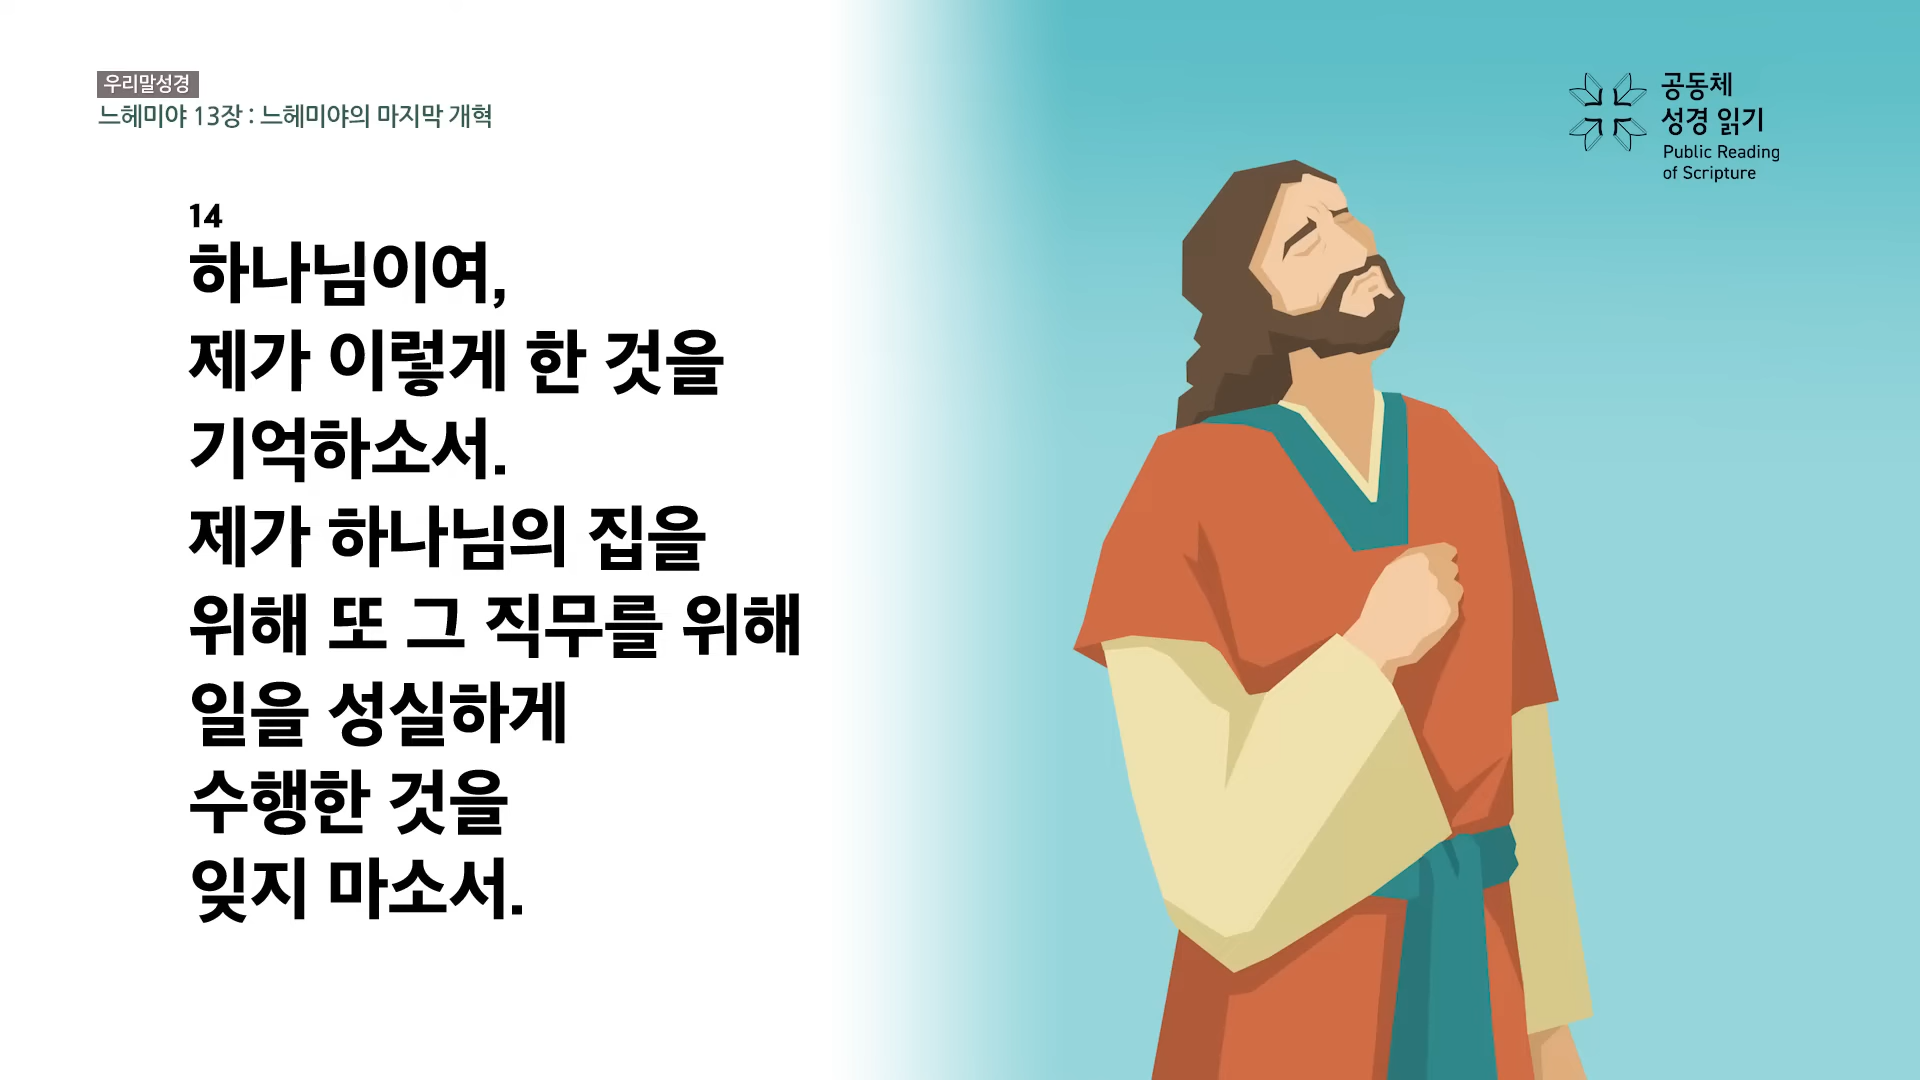 우리말성경
느헤미야 13장 : 느헤미야의 마지막 개혁
공동체
성경 읽기
Public Reading
of Scripture
14
하나님이여,
제가 이렇게 한 것을
기억하소서.
제가 하나님의 집을
위해 또 그 직무를 위해
일을 성실하게
수행한 것을
잊지 마소서.